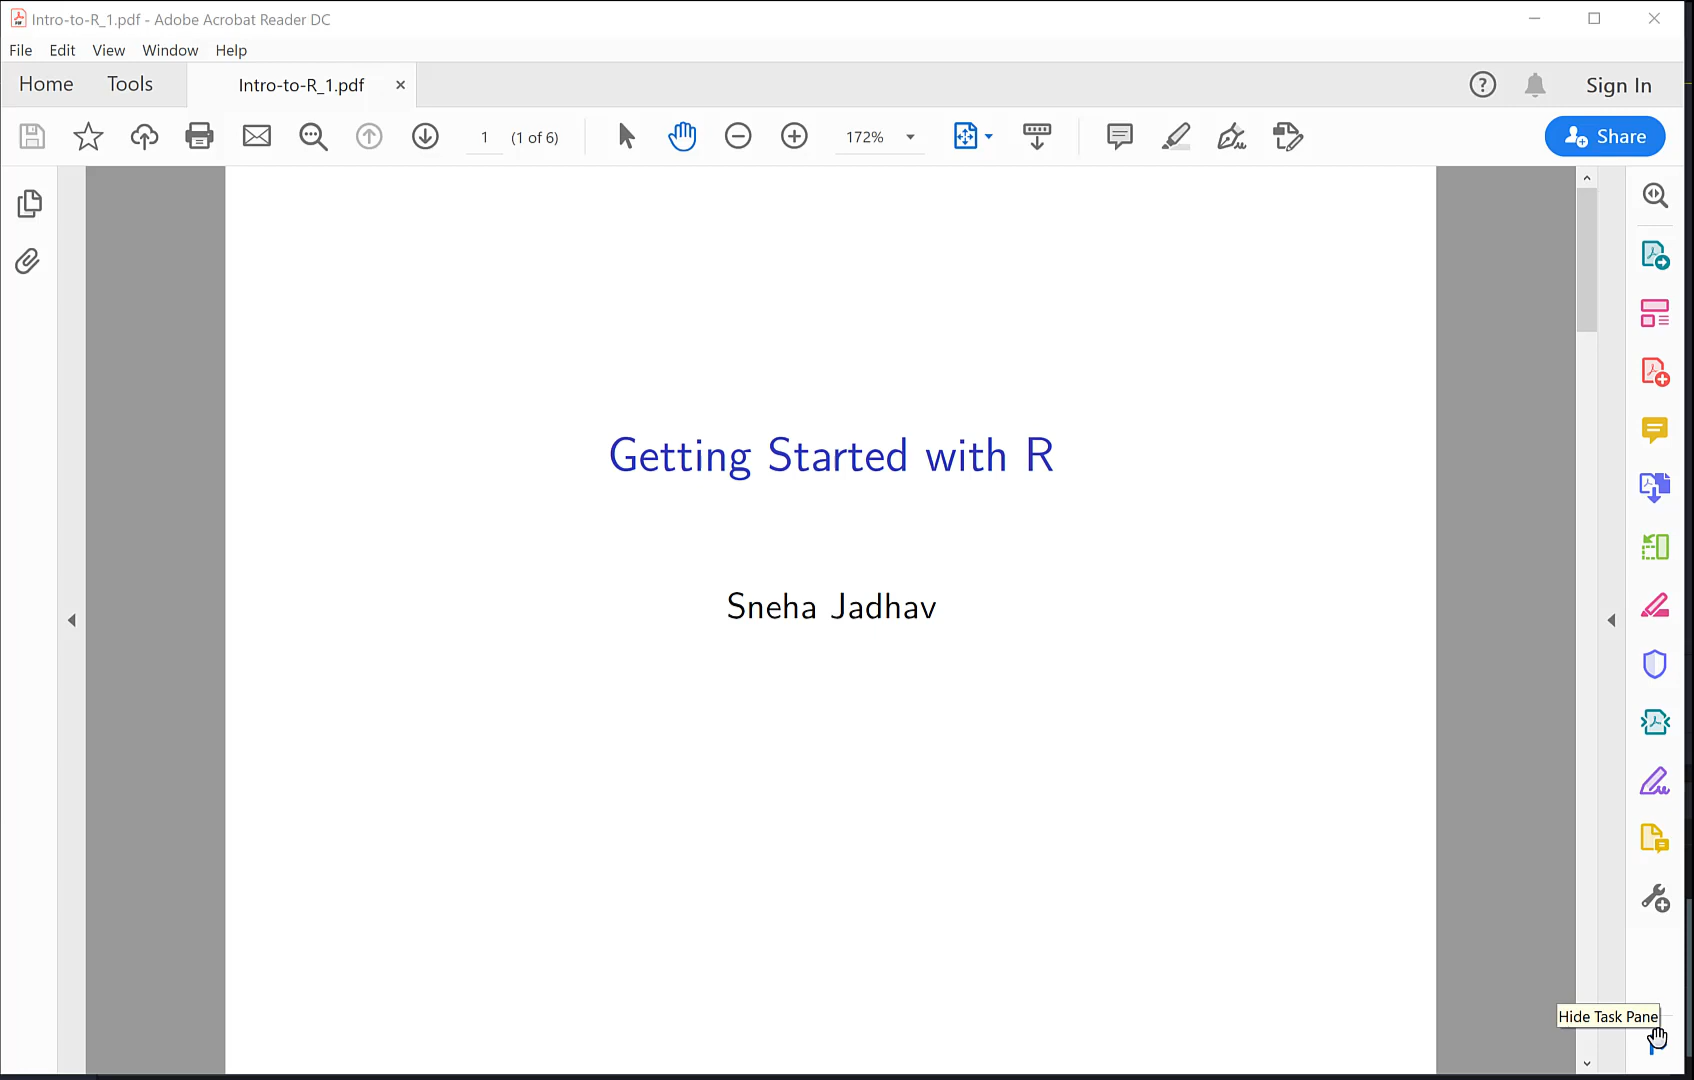 Intro-to-R_1.pdf - Adobe Acrobat Reader DC
File Edit View Window Help
Home Tools Intro-to-R_1.pdf × Sign In
1 (1 of 6) 172% Share
Getting Started with R
Sneha Jadhav
Hide Task Pane